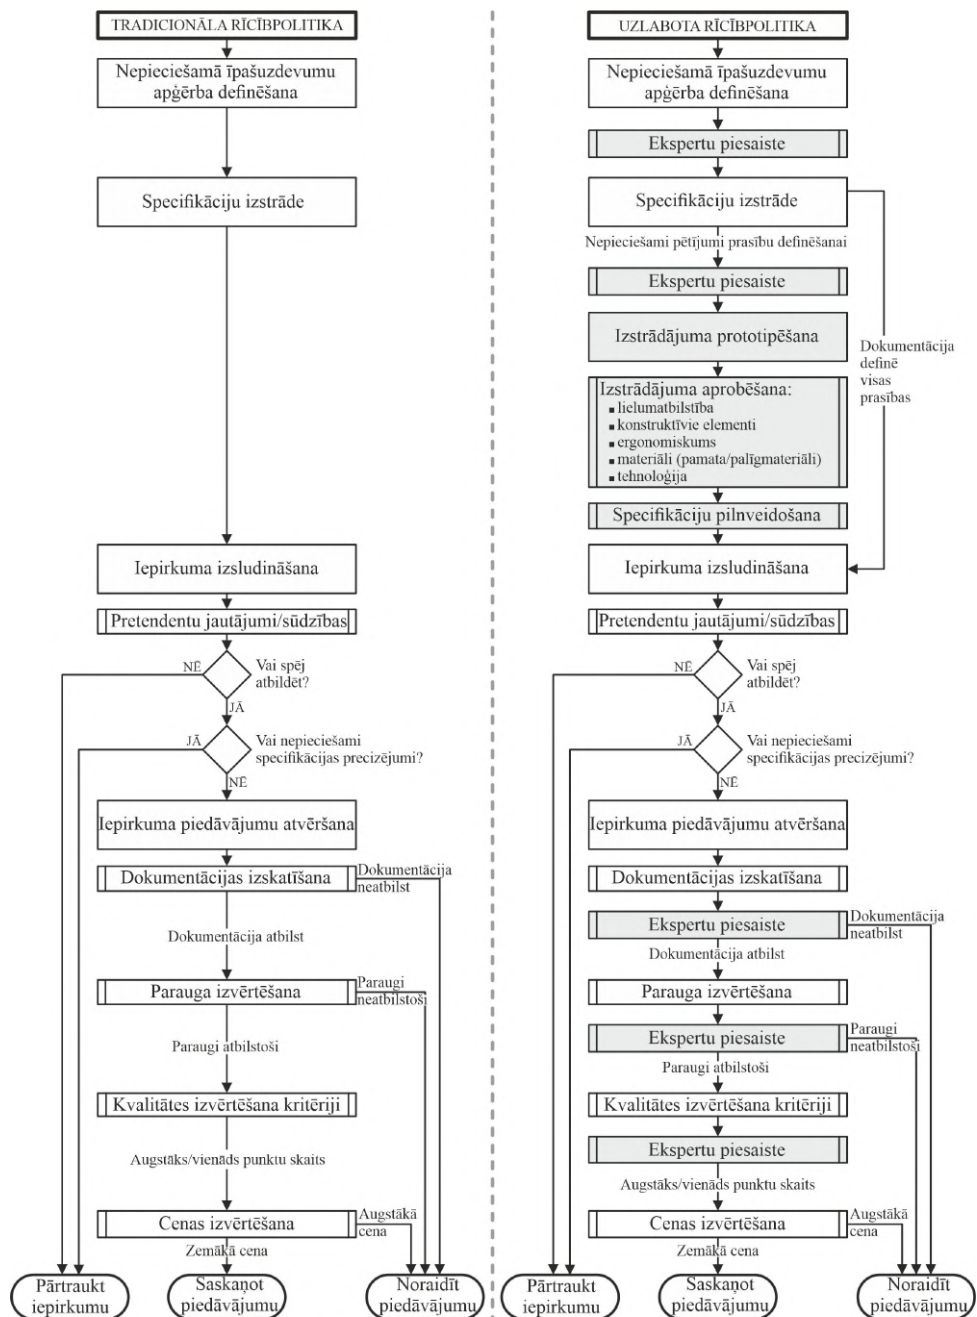 TRADICIONĀLA RĪCĪBPOLITIKA
Nepieciešamā īpašuzdevumu
apģērba definēšana
Specifikāciju izstrāde
Iepirkuma izsludināšana
Pretendentu jautājumi/sūdzības
NĒ
Vai spēj
atbildēt?
JĀ
JĀ
Vai nepieciešami
specifikācijas precizējumi?
NĒ
Iepirkuma piedāvājumu atvēršana
Dokumentācijas izskatīšana
Dokumentācija
neatbilst
Dokumentācija atbilst
Parauga izvērtēšana
Paraugi
neatbilstoši
Paraugi atbilstoši
Kvalitātes izvērtēšana kritēriji
Augstāks/vienāds punktu skaits
Cenas izvērtēšana
Augstākā
cena
Zemākā cena
Pārtraukt
iepirkumu
Saskaņot
piedāvājumu
Noraidīt
piedāvājumu
UZLABOTA RĪCĪBPOLITIKA
Nepieciešamā īpašuzdevumu
apģērba definēšana
Ekspertu piesaiste
Specifikāciju izstrāde
Nepieciešami pētījumi prasību definēšanai
Ekspertu piesaiste
Izstrādājuma prototipēšana
Dokumentācija
definē
visas
prasības
Izstrādājuma aprobēšana:
▪ lielumatbilstība
▪ konstruktīvie elementi
▪ ergonomiskums
▪ materiāli (pamata/palīgmateriāli)
▪ tehnoloģija
Specifikāciju pilnveidošana
Iepirkuma izsludināšana
Pretendentu jautājumi/sūdzības
NĒ
Vai spēj
atbildēt?
JĀ
JĀ
Vai nepieciešami
specifikācijas precizējumi?
NĒ
Iepirkuma piedāvājumu atvēršana
Dokumentācijas izskatīšana
Ekspertu piesaiste
Dokumentācija
neatbilst
Dokumentācija atbilst
Parauga izvērtēšana
Ekspertu piesaiste
Paraugi
neatbilstoši
Paraugi atbilstoši
Kvalitātes izvērtēšana kritēriji
Ekspertu piesaiste
Augstāks/vienāds punktu skaits
Cenas izvērtēšana
Augstākā
cena
Zemākā cena
Pārtraukt
iepirkumu
Saskaņot
piedāvājumu
Noraidīt
piedāvājumu